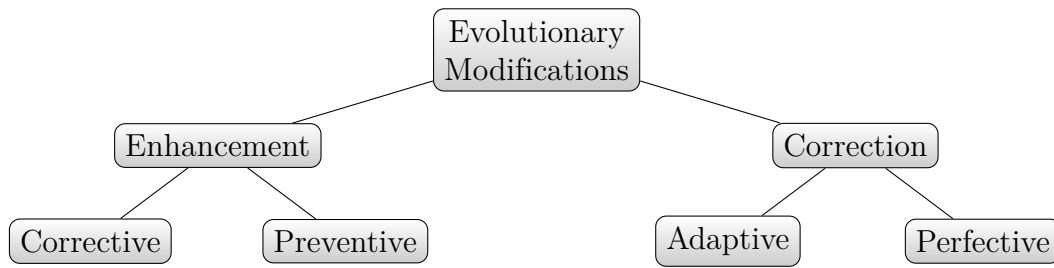 Evolutionary
Modifications
Enhancement
Correction
Corrective
Preventive
Adaptive
Perfective